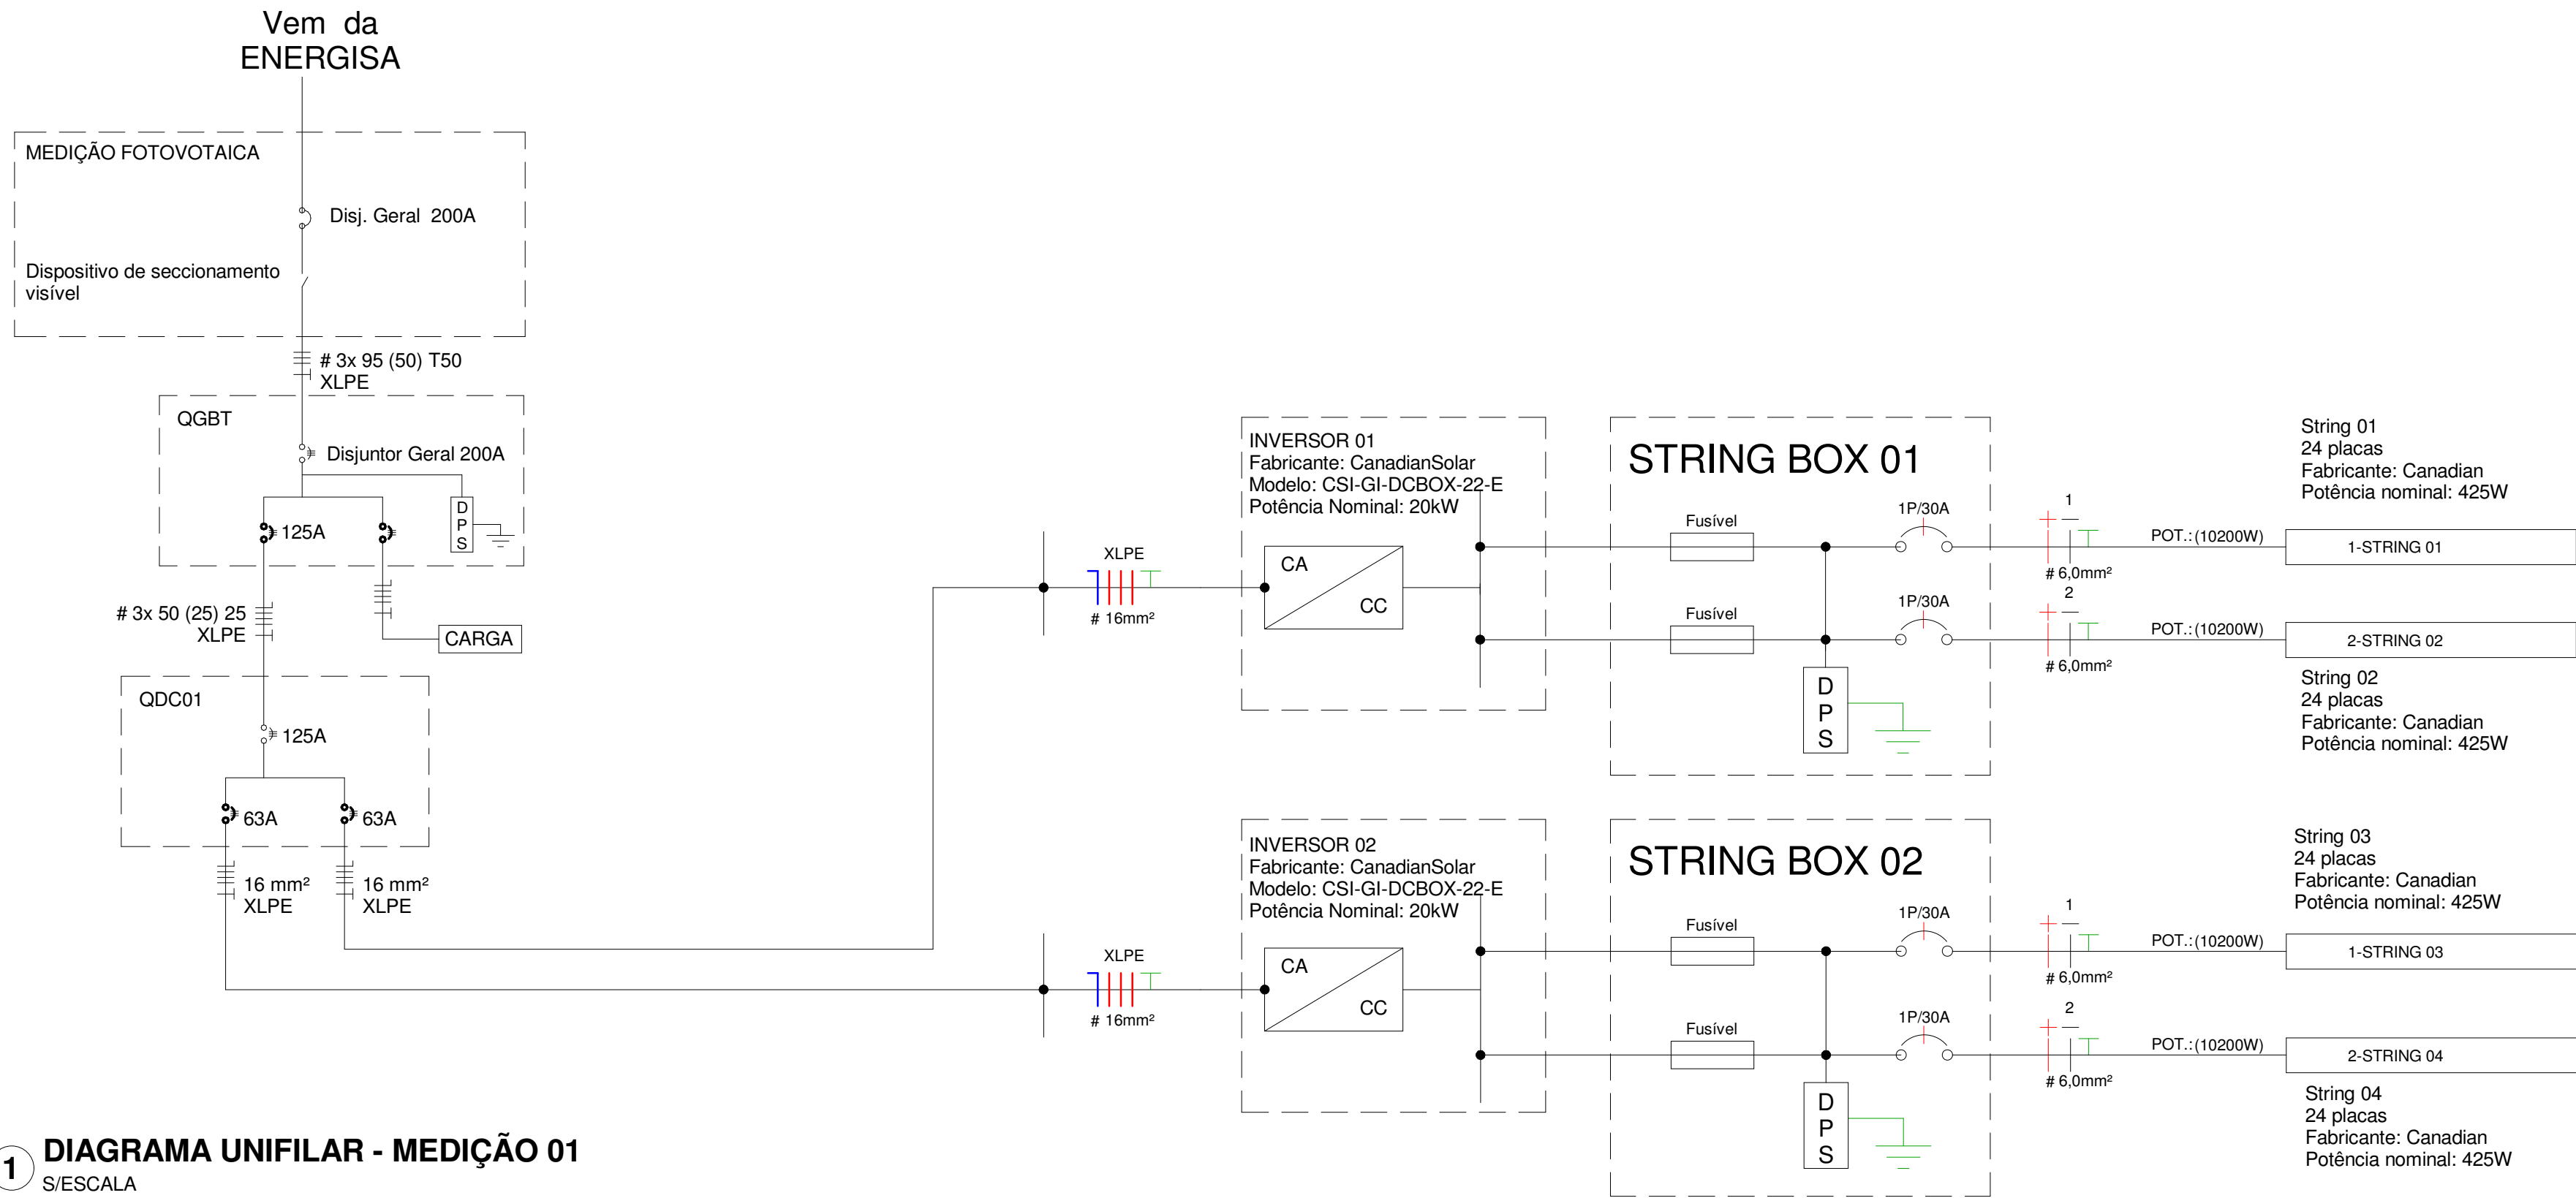 Vem da
ENERGISA
MEDIÇÃO FOTOVOTAICA
Disj. Geral 200A
Dispositivo de seccionamento
visível
# 3x 95 (50) T50
XLPE
QGBT
Disjuntor Geral 200A
125A
D
P
S
# 3x 50 (25) 25
XLPE
CARGA
QDC01
125A
63A
63A
16 mm²
XLPE
16 mm²
XLPE
XLPE
# 16mm²
INVERSOR 01
Fabricante: CanadianSolar
Modelo: CSI-GI-DCBOX-22-E
Potência Nominal: 20kW
CA
CC
STRING BOX 01
Fusível
1P/30A
Fusível
1P/30A
D
P
S
1
# 6,0mm²
2
# 6,0mm²
POT.:(10200W)
POT.:(10200W)
String 01
24 placas
Fabricante: Canadian
Potência nominal: 425W
1-STRING 01
2-STRING 02
String 02
24 placas
Fabricante: Canadian
Potência nominal: 425W
XLPE
# 16mm²
INVERSOR 02
Fabricante: CanadianSolar
Modelo: CSI-GI-DCBOX-22-E
Potência Nominal: 20kW
CA
CC
STRING BOX 02
Fusível
1P/30A
Fusível
1P/30A
D
P
S
1
# 6,0mm²
2
# 6,0mm²
POT.:(10200W)
POT.:(10200W)
String 03
24 placas
Fabricante: Canadian
Potência nominal: 425W
1-STRING 03
2-STRING 04
String 04
24 placas
Fabricante: Canadian
Potência nominal: 425W
1 DIAGRAMA UNIFILAR - MEDIÇÃO 01
S/ESCALA